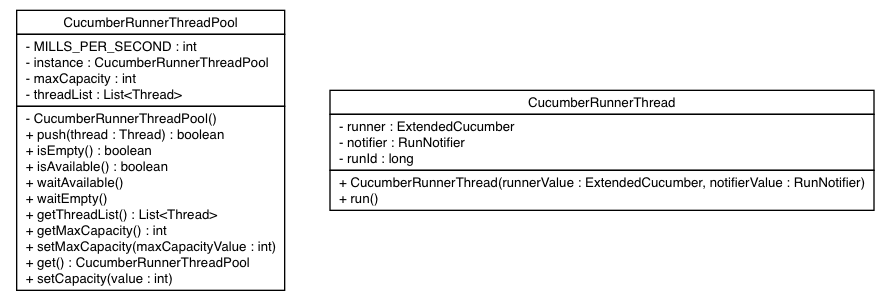 CucumberRunnerThreadPool
- MILLS_PER_SECOND : int
- instance : CucumberRunnerThreadPool
- maxCapacity : int
- threadList : List<Thread>
- CucumberRunnerThreadPool()
+ push(thread : Thread) : boolean
+ isEmpty() : boolean
+ isAvailable() : boolean
+ waitAvailable()
+ waitEmpty()
+ getThreadList() : List<Thread>
+ getMaxCapacity() : int
+ setMaxCapacity(maxCapacityValue : int)
+ get() : CucumberRunnerThreadPool
+ setCapacity(value : int)
CucumberRunnerThread
- runner : ExtendedCucumber
- notifier : RunNotifier
- runId : long
+ CucumberRunnerThread(runnerValue : ExtendedCucumber, notifierValue : RunNotifier)
+ run()